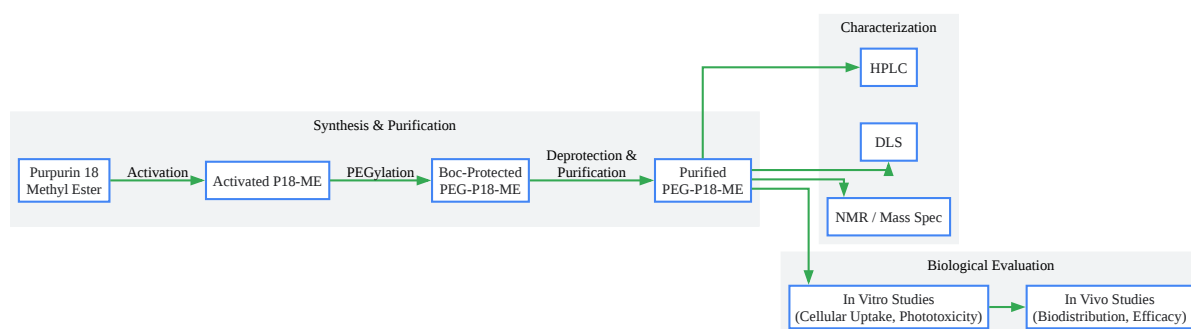 Characterization
HPLC
Synthesis & Purification
DLS
Purpurin 18
Methyl Ester
Activation
Activated P18-ME
PEGylation
Boc-Protected
PEG-P18-ME
Deprotection &
Purification
Purified
PEG-P18-ME
NMR / Mass Spec
Biological Evaluation
In Vitro Studies
(Cellular Uptake, Phototoxicity)
In Vivo Studies
(Biodistribution, Efficacy)